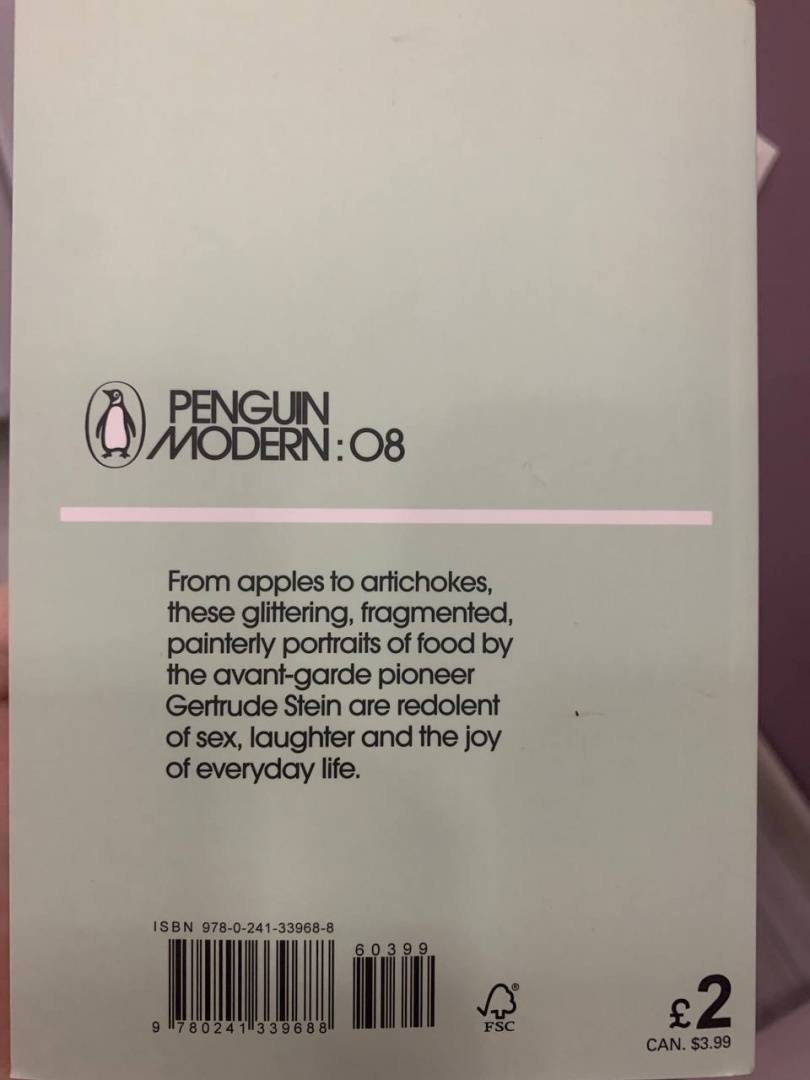 PENGUIN
MODERN : 08
From apples to artichokes,
these glittering, fragmented,
painterly portraits of food by
the avant-garde pioneer
Gertrude Stein are redolent
of sex, laughter and the joy
of everyday life.
ISBN 978-0-241-33968-8
60399
9 780241 339688
FSC
®
£2
CAN. $3.99